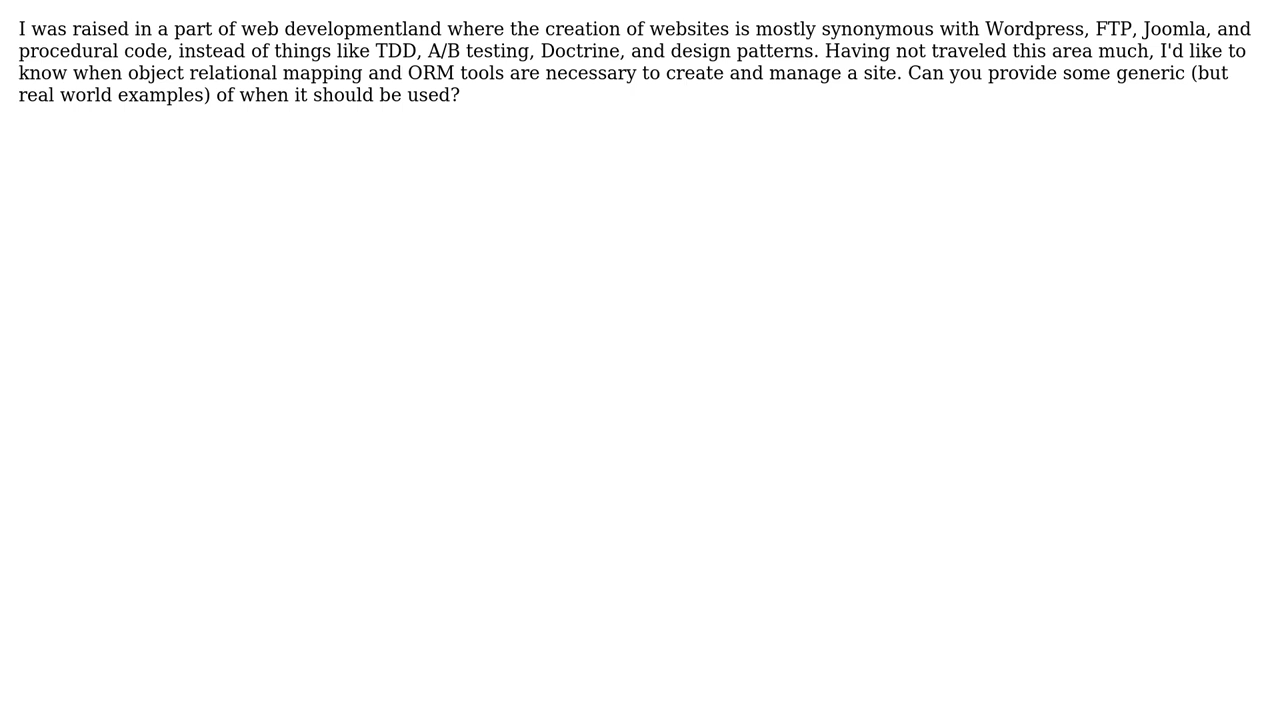 I was raised in a part of web developmentland where the creation of websites is mostly synonymous with Wordpress, FTP, Joomla, and
procedural code, instead of things like TDD, A/B testing, Doctrine, and design patterns. Having not traveled this area much, I'd like to
know when object relational mapping and ORM tools are necessary to create and manage a site. Can you provide some generic (but
real world examples) of when it should be used?